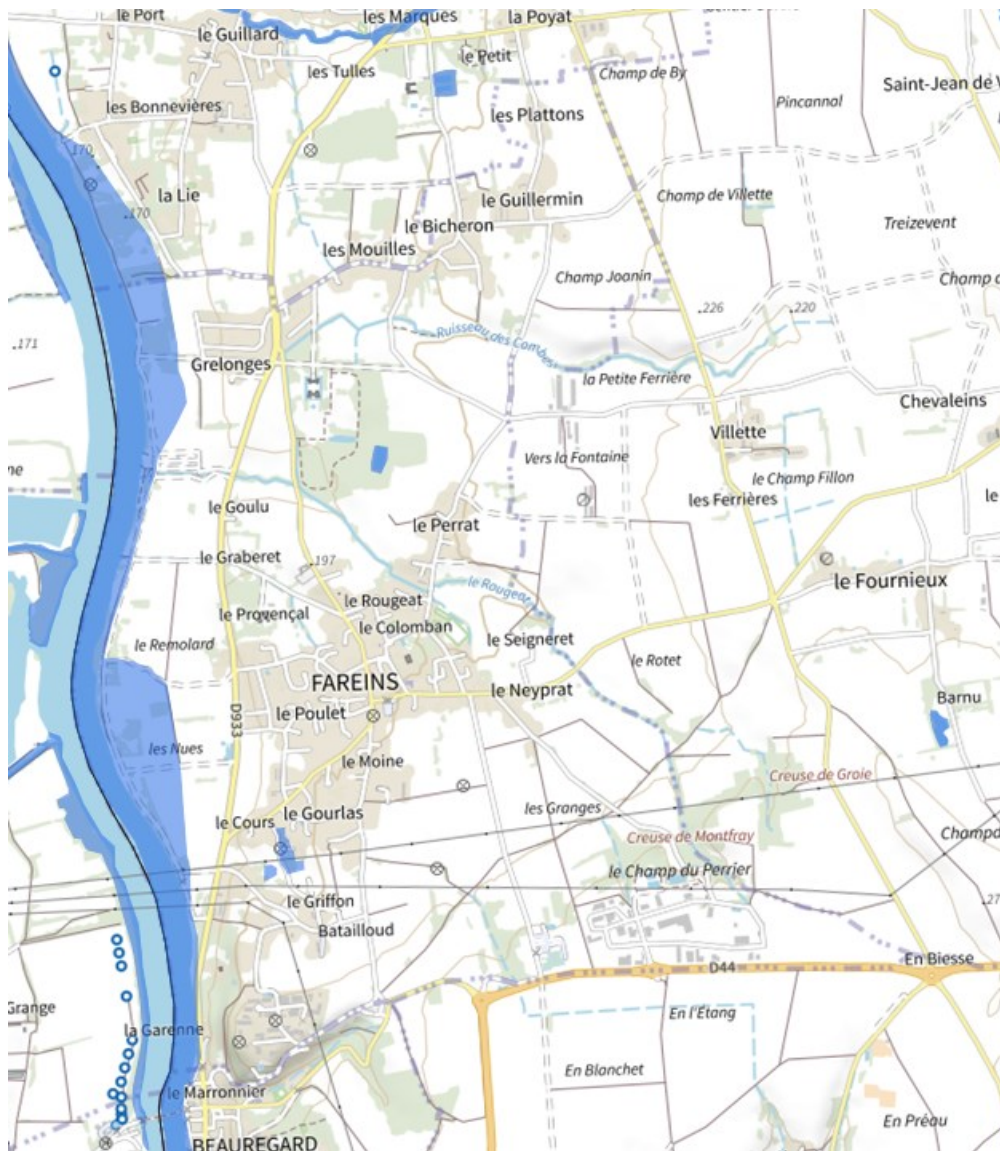 le Port
les Marques
la Poyat
le Guillard
le Petit
les Tulles
Champ de By
Saint-Jean de V
les Bonnevières
Pincannal
les Plattons
170
la Lie
170
le Guillermin
Champ de Villette
le Bicheron
Treizevent
les Mouilles
Champ Joanin
Champ d
226
220
.171
Ruisseau des Combes
Grelonges
la Petite Ferrière
Chevaleins
Villette
Vers la Fontaine
ne
le Champ Fillon
les Ferrières
le
le Goulu
le Perrat
le Graberet
197
le Fournieux
le Rougeat
le Rougeat
le Provençal
le Colomban
le Remolard
le Seigneret
le Rotet
FAREINS
le Neyprat
Barnu
le Poulet
D933
les Nues
le Moine
Creuse de Groie
les Granges
le Gourlas
le Cours
Creuse de Montfray
Champd
le Champ du Perrier
le Griffon
27
Batailloud
En Biesse
D44
Grange
la Garenne
En l'Étang
En Blanchet
le Marronnier
En Préau
BEAUREGARD